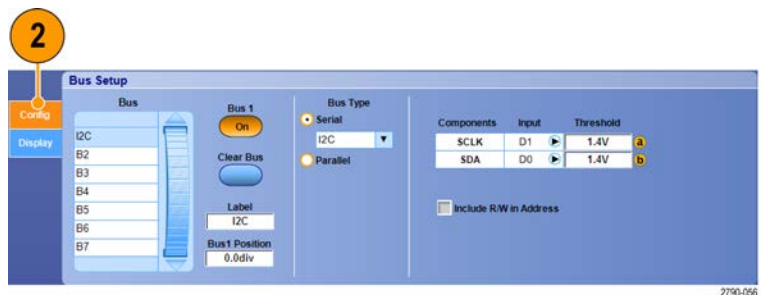 2
Bus Setup
Config
Display
Bus
I2C
B2
B3
B4
B5
B6
B7
Bus 1
On
Clear Bus
Label
I2C
Bus1 Position
0.0div
Bus Type
Serial
I2C
Parallel
Components Input Threshold
SCLK D1 1.4V a
SDA D0 1.4V b
Include R/W in Address
2790-056